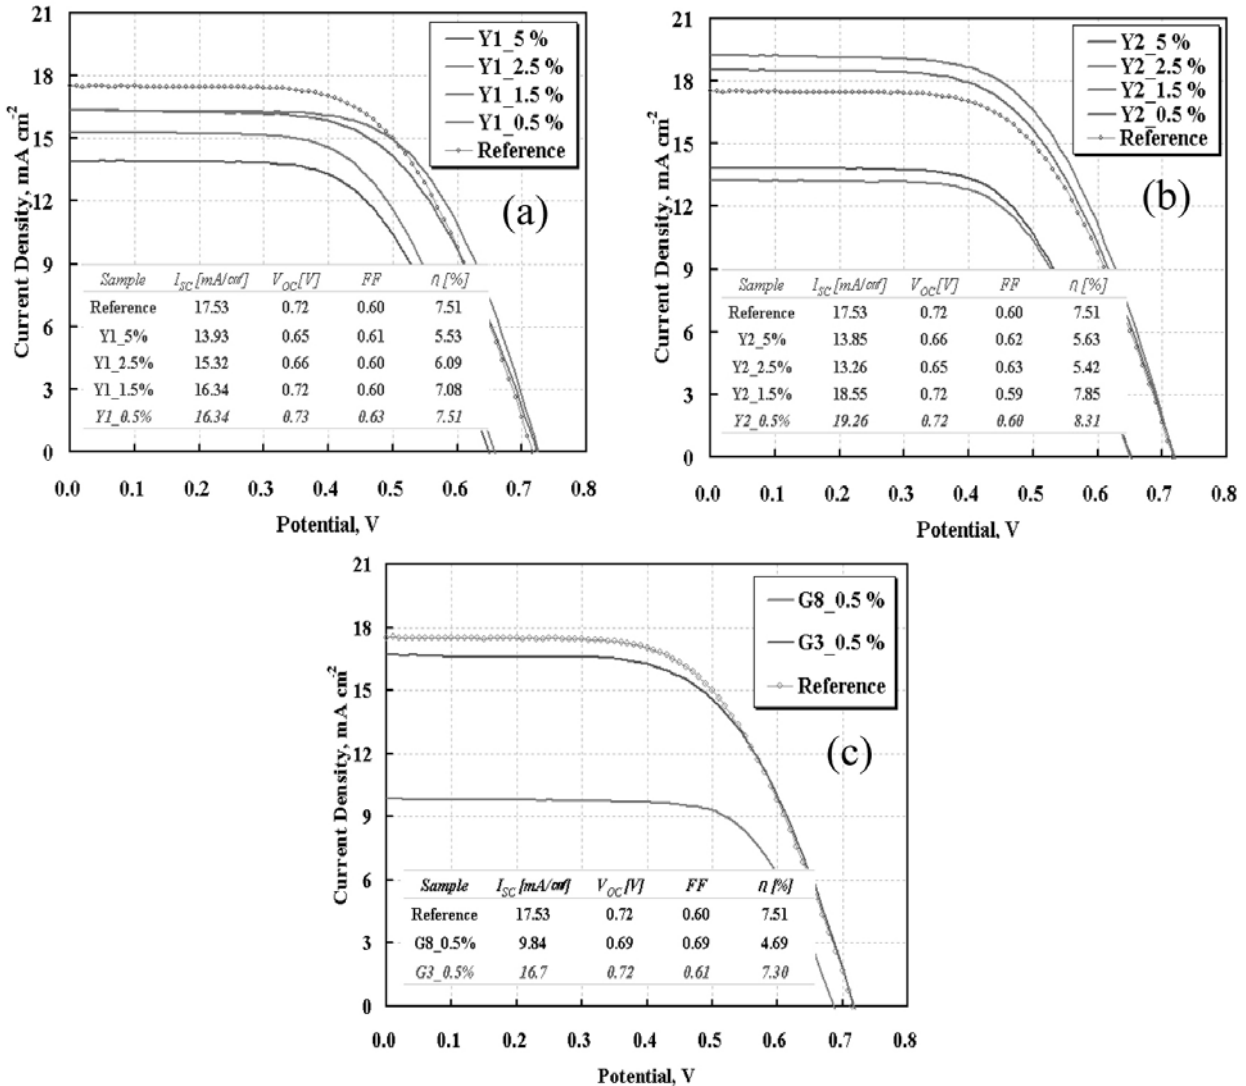 21
18
15
12
9
6
3
0
Current Density, mA cm-2
Y1_5 %
Y1_2.5 %
Y1_1.5 %
Y1_0.5 %
Reference
(a)
Sample ISC [mA/cm²] VOC [V] FF η [%]
Reference 17.53 0.72 0.60 7.51
Y1_5% 13.93 0.65 0.61 5.53
Y1_2.5% 15.32 0.66 0.60 6.09
Y1_1.5% 16.34 0.72 0.60 7.08
Y1_0.5% 16.34 0.73 0.63 7.51
0.0 0.1 0.2 0.3 0.4 0.5 0.6 0.7 0.8
Potential, V
21
18
15
12
9
6
3
0
Current Density, mA cm-2
Y2_5 %
Y2_2.5 %
Y2_1.5 %
Y2_0.5 %
Reference
(b)
Sample ISC [mA/cm²] VOC [V] FF η [%]
Reference 17.53 0.72 0.60 7.51
Y2_5% 13.85 0.66 0.62 5.63
Y2_2.5% 13.26 0.65 0.63 5.42
Y2_1.5% 18.55 0.72 0.59 7.85
Y2_0.5% 19.26 0.72 0.60 8.31
0.0 0.1 0.2 0.3 0.4 0.5 0.6 0.7 0.8
Potential, V
21
18
15
12
9
6
3
0
Current Density, mA cm-2
G8_0.5 %
G3_0.5 %
Reference
(c)
Sample ISC [mA/cm²] VOC [V] FF η [%]
Reference 17.53 0.72 0.60 7.51
G8_0.5% 9.84 0.69 0.69 4.69
G3_0.5% 16.7 0.72 0.61 7.30
0.0 0.1 0.2 0.3 0.4 0.5 0.6 0.7 0.8
Potential, V